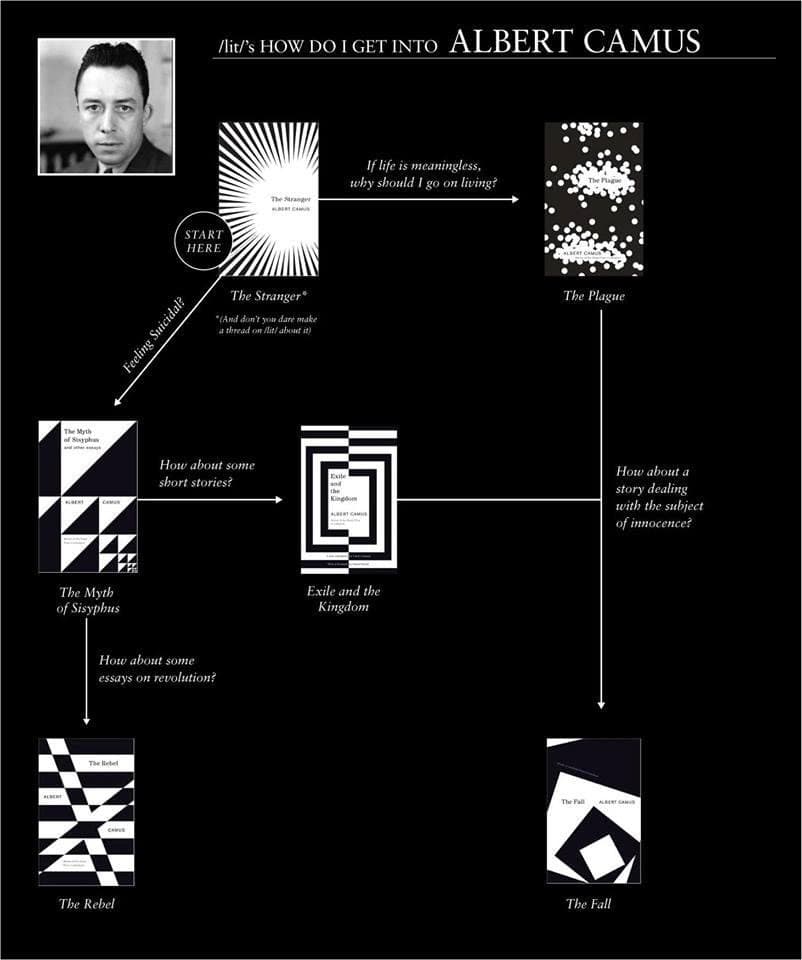 /lit/'s HOW DO I GET INTO ALBERT CAMUS
The Stranger
ALBERT CAMUS
START
HERE
If life is meaningless,
why should I go on living?
The Plague
ALBERT CAMUS
The Stranger*
*(And don't you dare make
a thread on /lit/ about it)
The Plague
Feeling Suicidal?
The Myth
of Sisyphus
and other essays
ALBERT CAMUS
How about some
short stories?
Exile
and
the
Kingdom
ALBERT CAMUS
How about a
story dealing
with the subject
of innocence?
The Myth
of Sisyphus
Exile and the
Kingdom
How about some
essays on revolution?
The Rebel
ALBERT
CAMUS
The Fall ALBERT CAMUS
The Rebel
The Fall